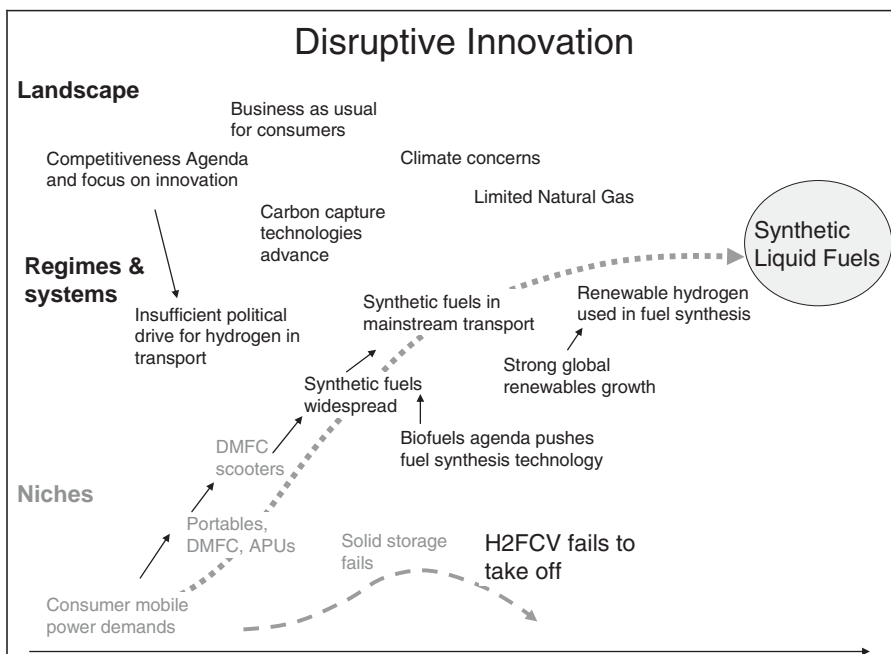 Disruptive Innovation
Landscape
Business as usual
for consumers
Competitiveness Agenda
and focus on innovation
Climate concerns
Limited Natural Gas
Carbon capture
technologies
advance
Synthetic
Liquid Fuels
Regimes &
systems
Insufficient political
drive for hydrogen in
transport
Synthetic fuels in
mainstream transport
Renewable hydrogen
used in fuel synthesis
Strong global
renewables growth
Synthetic fuels
widespread
Biofuels agenda pushes
fuel synthesis technology
DMFC
scooters
Niches
Portables,
DMFC, APUs
Solid storage
fails
H2FCV fails to
take off
Consumer mobile
power demands